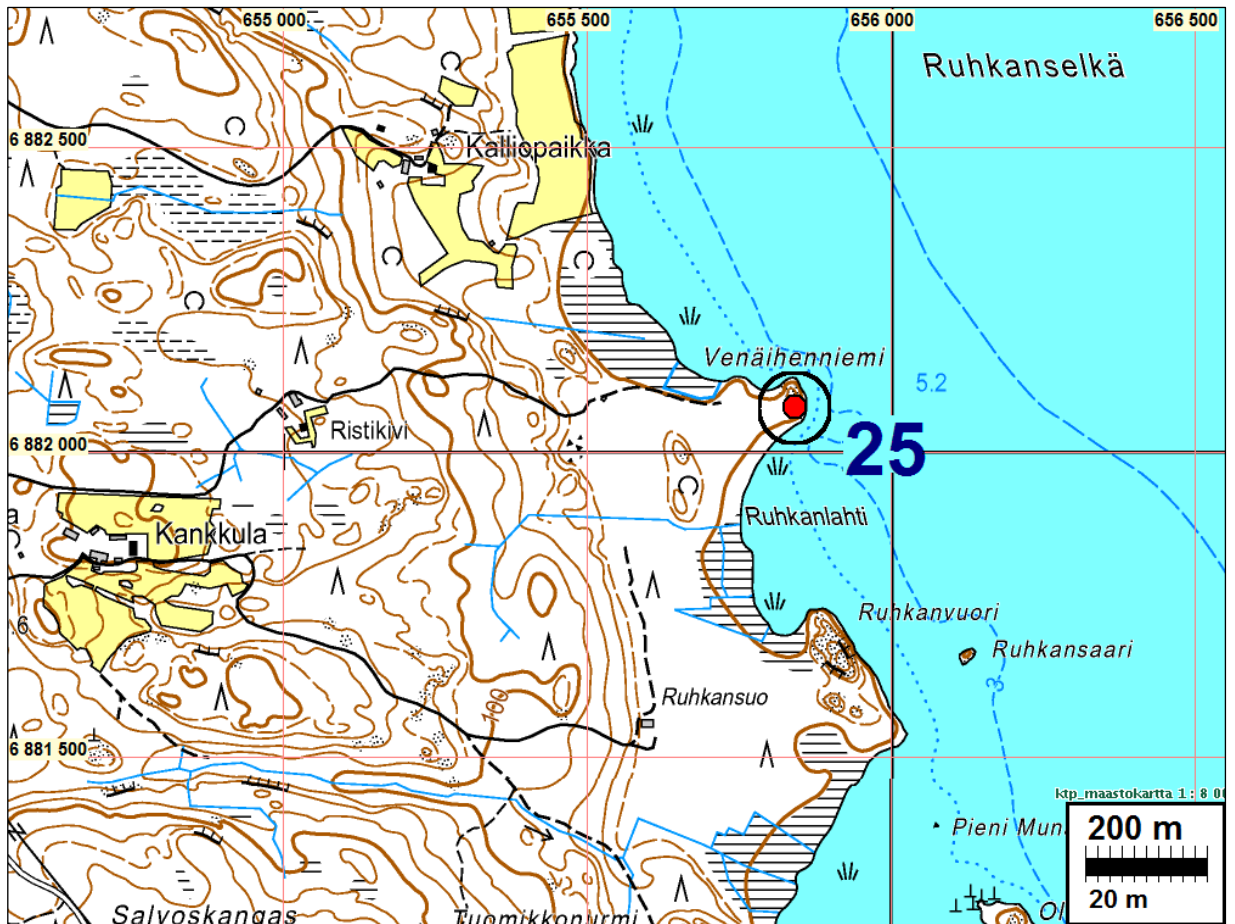 655 000
655 500
656 000
656 500
Ruhkanselkä
6 882 500
Kalliopaikka
Venäihenniemi
5.2
Ristikivi
25
6 882 000
Ruhkanlahti
Kankkula
Ruhkanvuori
Ruhkansaari
3
100
Ruhkansuo
6 881 500
ktp_maastokartta 1 : 8 0
Pieni Mun
200 m
20 m
Salvoskangas
Tuomikkonurmi